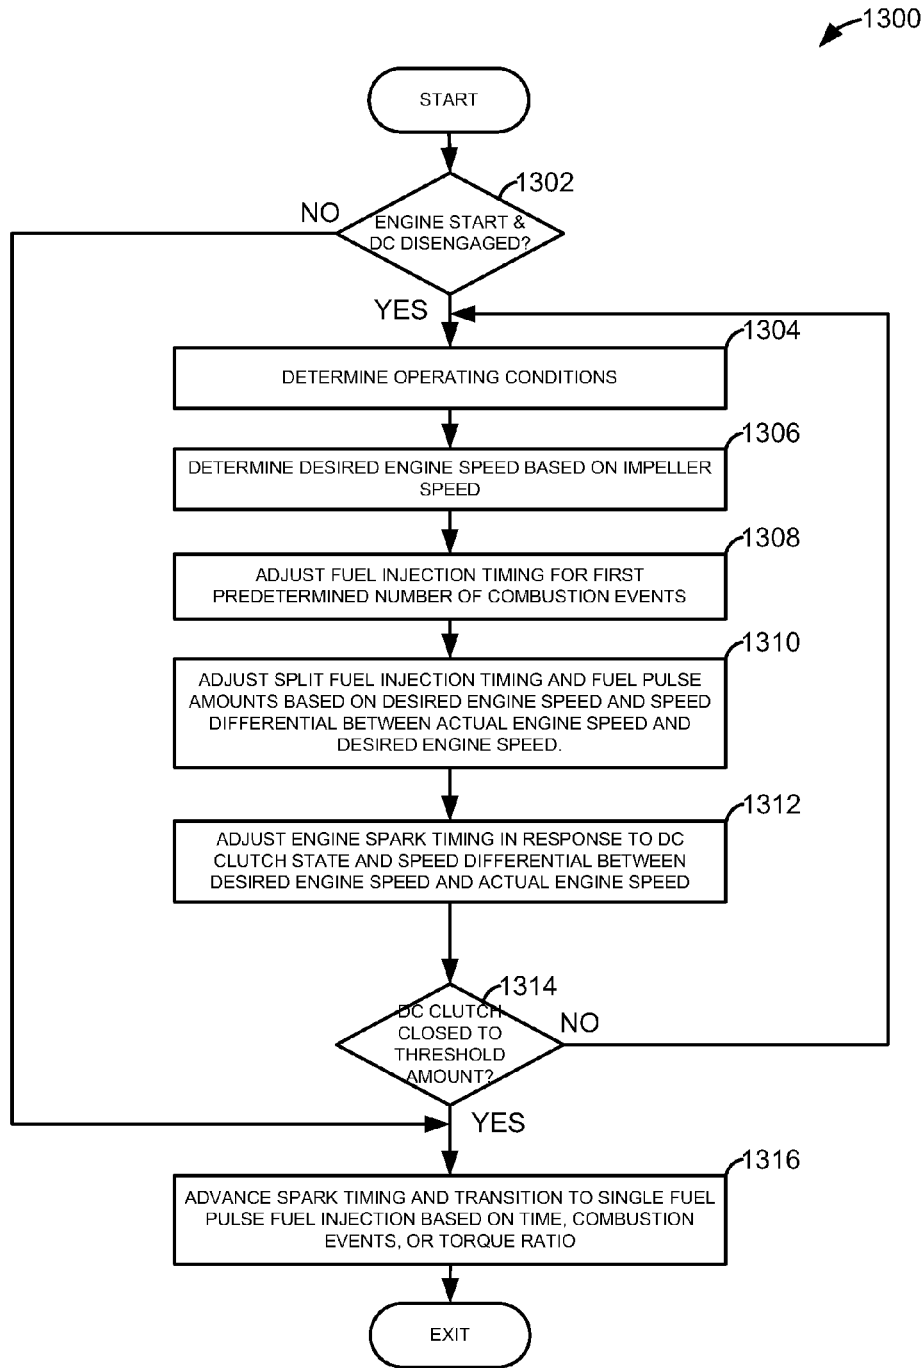 1300
START
1302
NO
ENGINE START &
DC DISENGAGED?
YES
1304
DETERMINE OPERATING CONDITIONS
1306
DETERMINE DESIRED ENGINE SPEED BASED ON IMPELLER
SPEED
1308
ADJUST FUEL INJECTION TIMING FOR FIRST
PREDETERMINED NUMBER OF COMBUSTION EVENTS
1310
ADJUST SPLIT FUEL INJECTION TIMING AND FUEL PULSE
AMOUNTS BASED ON DESIRED ENGINE SPEED AND SPEED
DIFFERENTIAL BETWEEN ACTUAL ENGINE SPEED AND
DESIRED ENGINE SPEED.
1312
ADJUST ENGINE SPARK TIMING IN RESPONSE TO DC
CLUTCH STATE AND SPEED DIFFERENTIAL BETWEEN
DESIRED ENGINE SPEED AND ACTUAL ENGINE SPEED
1314
DC CLUTCH
CLOSED TO
THRESHOLD
AMOUNT?
NO
YES
1316
ADVANCE SPARK TIMING AND TRANSITION TO SINGLE FUEL
PULSE FUEL INJECTION BASED ON TIME, COMBUSTION
EVENTS, OR TORQUE RATIO
EXIT